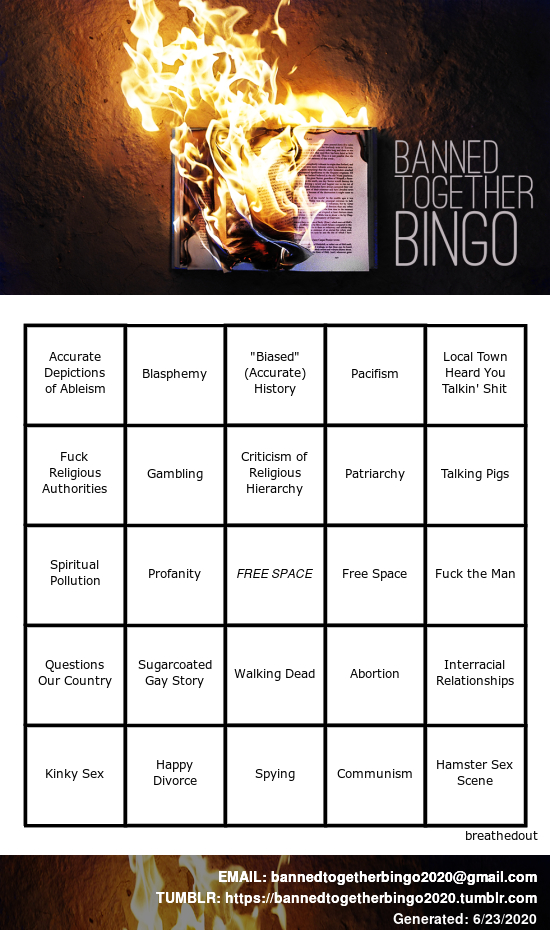 BANNED
TOGETHER
BINGO
Accurate
Depictions
of Ableism
Blasphemy
"Biased"
(Accurate)
History
Pacifism
Local Town
Heard You
Talkin' Shit
Fuck
Religious
Authorities
Gambling
Criticism of
Religious
Hierarchy
Patriarchy
Talking Pigs
Spiritual
Pollution
Profanity
FREE SPACE
Free Space
Fuck the Man
Questions
Our Country
Sugarcoated
Gay Story
Walking Dead
Abortion
Interracial
Relationships
Kinky Sex
Happy
Divorce
Spying
Communism
Hamster Sex
Scene
breathedout
EMAIL: bannedtogetherbingo2020@gmail.com
TUMBLR: https://bannedtogetherbingo2020.tumblr.com
Generated: 6/23/2020